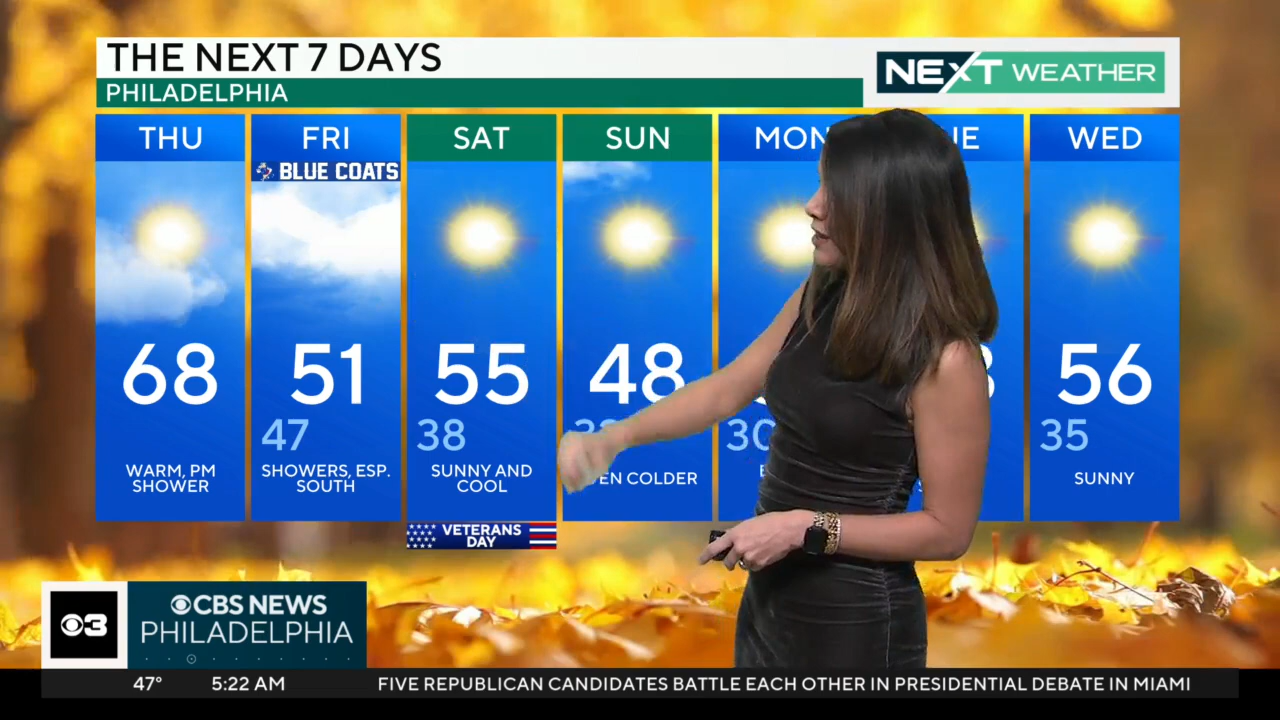 THE NEXT 7 DAYS
NEXT WEATHER
PHILADELPHIA
THU
FRI
SAT
SUN
MON
WED
BLUE COATS
68
51
55
48
56
47
38
30
35
WARM, PM
SHOWER
SHOWERS, ESP.
SOUTH
SUNNY AND
COOL
COLDER
SUNNY
VETERANS
DAY
3
CBS NEWS
PHILADELPHIA
47°
5:22 AM
FIVE REPUBLICAN CANDIDATES BATTLE EACH OTHER IN PRESIDENTIAL DEBATE IN MIAMI